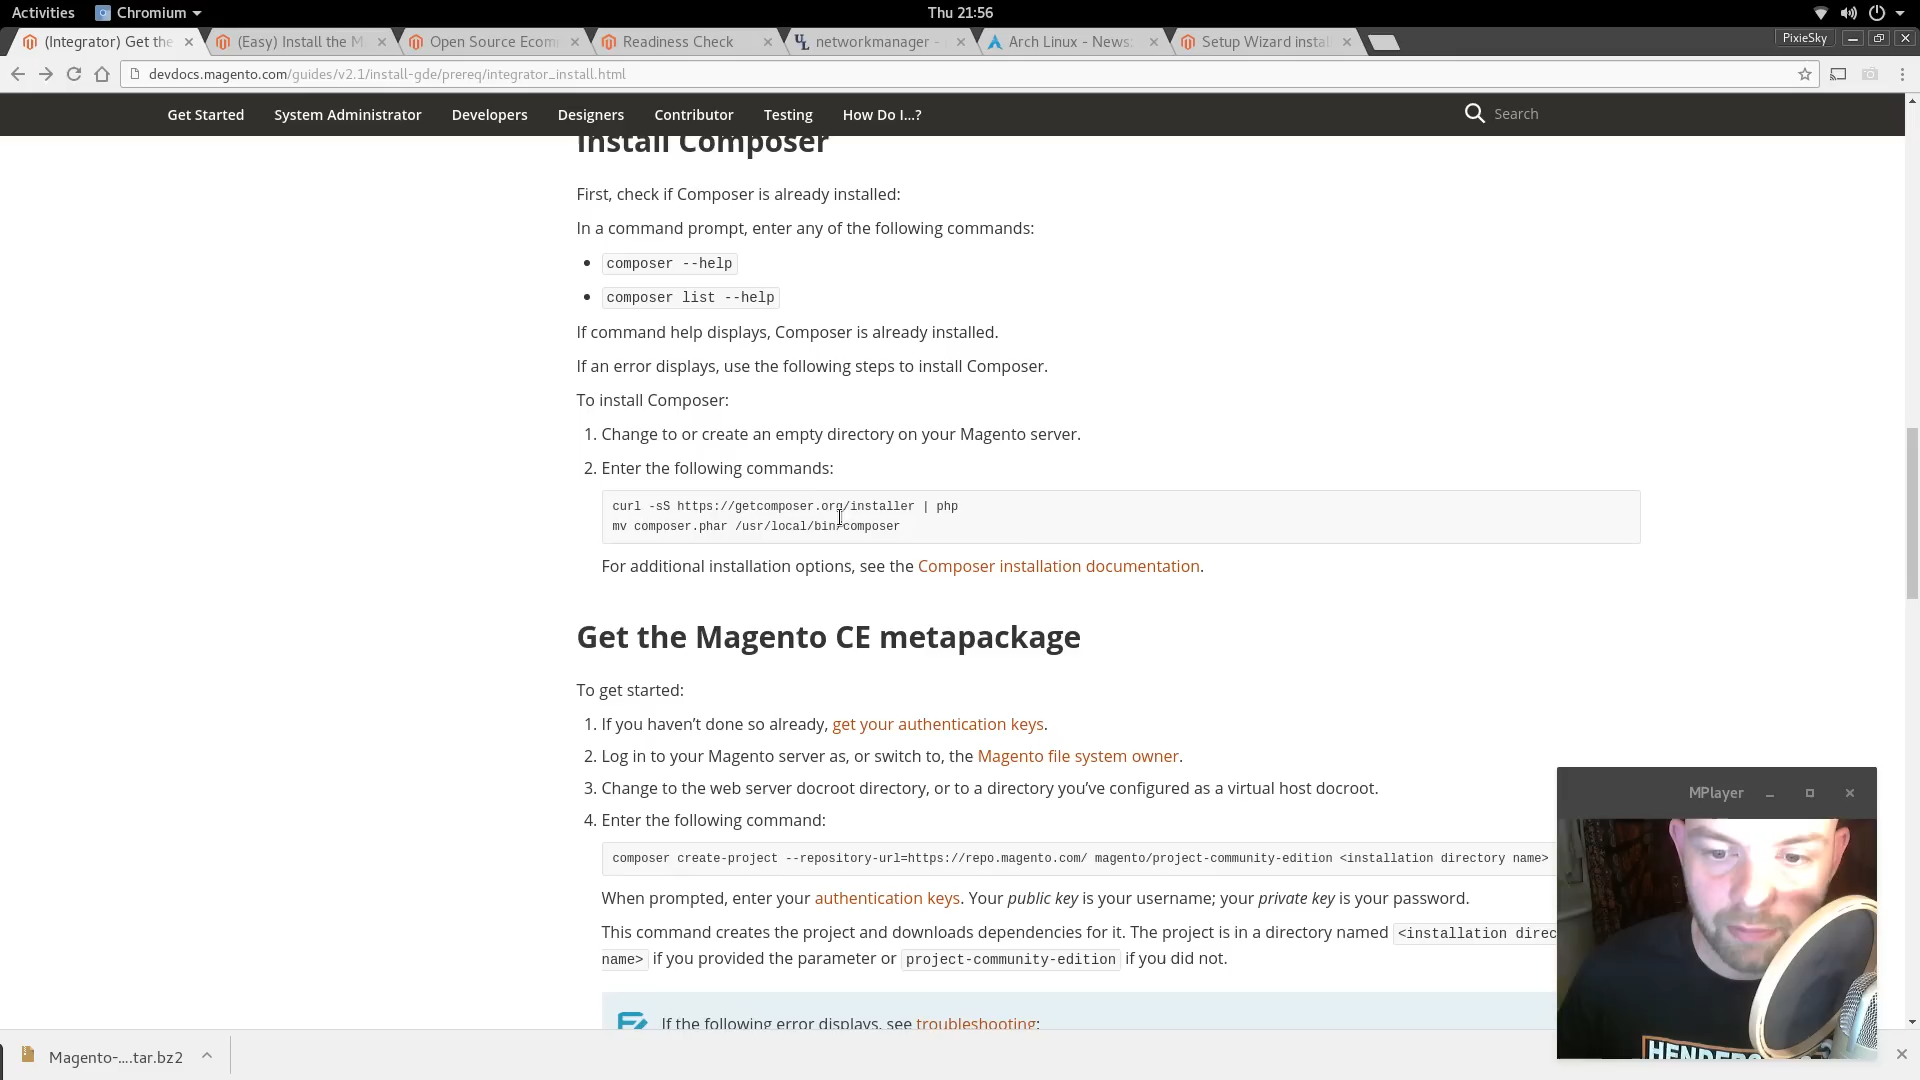 Activities Chromium Thu 21:56
(Integrator) Get the (Easy) Install the M Open Source Ecom Readiness Check networkmanager - Arch Linux - News: Setup Wizard instal PixieSky
devdocs.magento.com/guides/v2.1/install-gde/prereq/integrator_install.html
Get Started System Administrator Developers Designers Contributor Testing How Do I...? Search
Install Composer
First, check if Composer is already installed:
In a command prompt, enter any of the following commands:
composer --help
composer list --help
If command help displays, Composer is already installed.
If an error displays, use the following steps to install Composer.
To install Composer:
1. Change to or create an empty directory on your Magento server.
2. Enter the following commands:
curl -sS https://getcomposer.org/installer | php
mv composer.phar /usr/local/bin/composer
For additional installation options, see the Composer installation documentation.
Get the Magento CE metapackage
To get started:
1. If you haven’t done so already, get your authentication keys.
2. Log in to your Magento server as, or switch to, the Magento file system owner.
3. Change to the web server docroot directory, or to a directory you’ve configured as a virtual host docroot.
MPlayer
4. Enter the following command:
composer create-project --repository-url=https://repo.magento.com/ magento/project-community-edition <installation directory name>
When prompted, enter your authentication keys. Your public key is your username; your private key is your password.
This command creates the project and downloads dependencies for it. The project is in a directory named <installation direc
name> if you provided the parameter or project-community-edition if you did not.
If the following error displays, see troubleshooting:
Magento-....tar.bz2